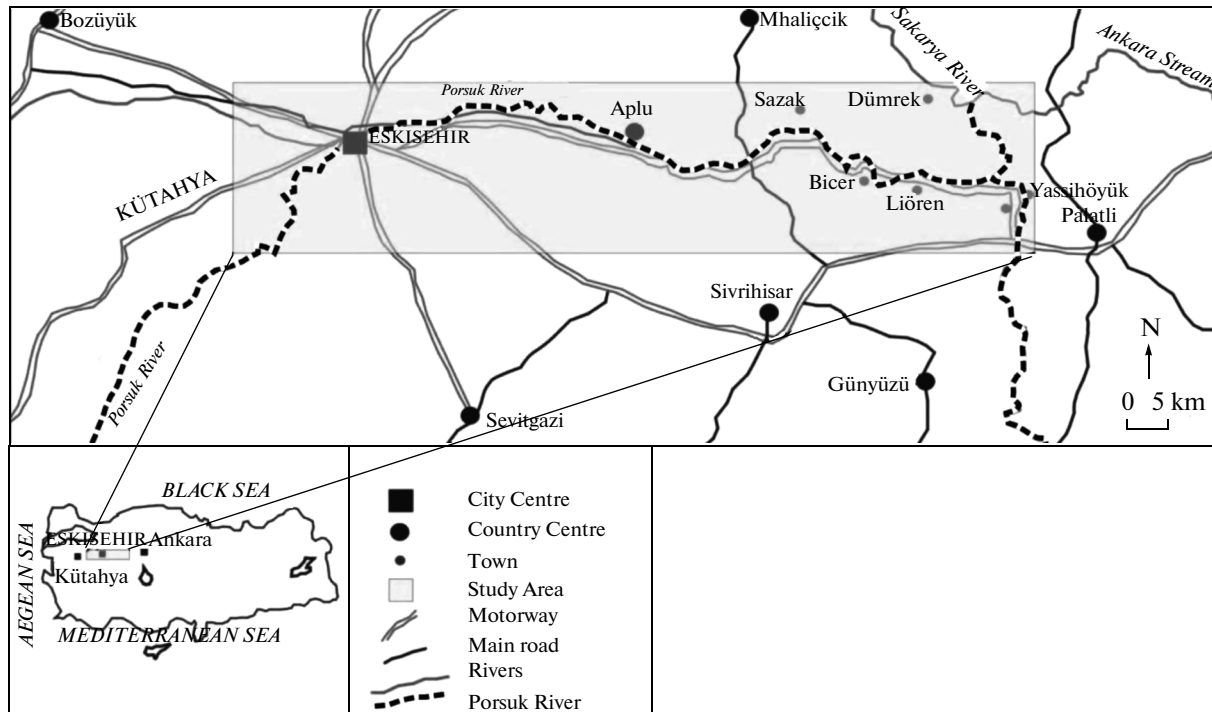 Bozüyük
Mhaliçcik
Sakarya River
Ankara Stream
Porsuk River
Aplu
Sazak
Dümrek
ESKISEHIR
KÜTAHYA
Bicer
Liören
Yassihöyük
Palatli
Sivrihisar
Porsuk River
Günyüzü
Sevitgazi
N
0 5 km
BLACK SEA
AEGEAN SEA
ESKISEHIR
Ankara
Kütahya
MEDITERRANEAN SEA
City Centre
Country Centre
Town
Study Area
Motorway
Main road
Rivers
Porsuk River